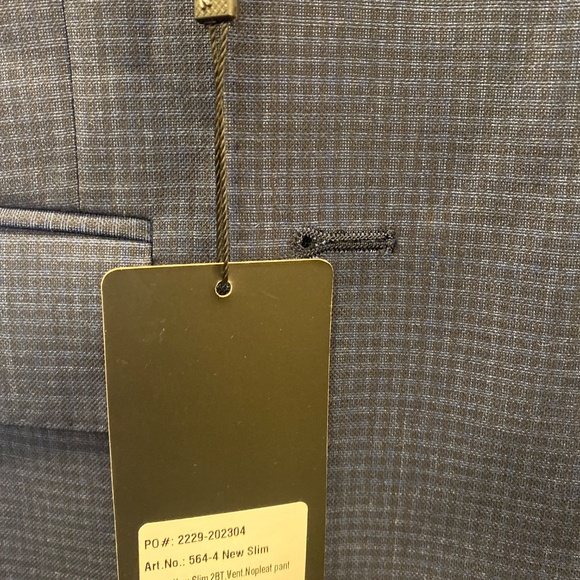 PO#: 2229-202304
Art.No.: 564-4 New Slim
Slim 2BT.Vent.Nopleat pant